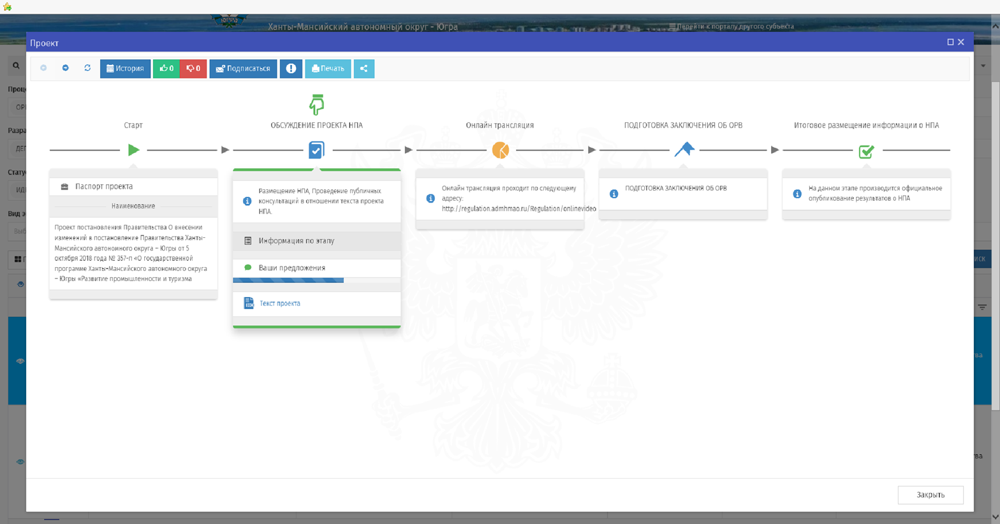 ЮГРА
Ханты-Мансийский автономный округ - Югра
Перейти к порталу другого субъекта
Проект
История
0
0
Подписаться
Печать
Старт
ОБСУЖДЕНИЕ ПРОЕКТА НПА
Онлайн трансляция
ПОДГОТОВКА ЗАКЛЮЧЕНИЯ ОБ ОРВ
Итоговое размещение информации о НПА
Паспорт проекта
Наименование
Проект постановления Правительства О внесении
изменений в постановление Правительства Ханты-
Мансийского автономного округа – Югры от 5
октября 2018 года № 357-п «О государственной
программе Ханты-Мансийского автономного округа
– Югры «Развитие промышленности и туризма
Размещение НПА, Проведение публичных
консультаций в отношении текста проекта
НПА.
Информация по этапу
Ваши предложения
Текст проекта
Онлайн трансляция проходит по следующему
адресу:
http://regulation.admhmao.ru/Regulation/onlinevideo
ПОДГОТОВКА ЗАКЛЮЧЕНИЯ ОБ ОРВ
На данном этапе производится официальное
опубликование результатов о НПА
Закрыть